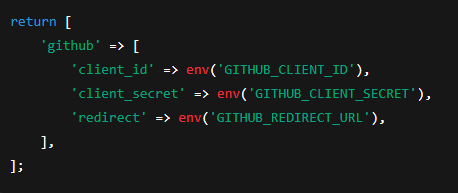 return [
    'github' => [
        'client_id' => env('GITHUB_CLIENT_ID'),
        'client_secret' => env('GITHUB_CLIENT_SECRET'),
        'redirect' => env('GITHUB_REDIRECT_URL'),
    ],
];